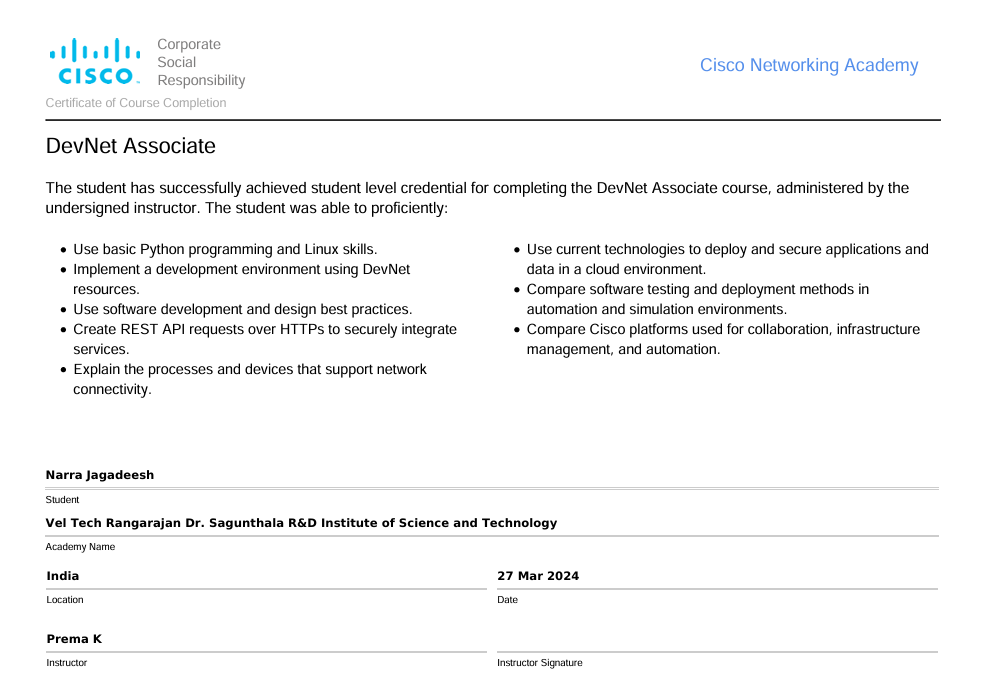 CISCO
Corporate
Social
Responsibility
Cisco Networking Academy
Certificate of Course Completion
DevNet Associate
The student has successfully achieved student level credential for completing the DevNet Associate course, administered by the
undersigned instructor. The student was able to proficiently:
• Use basic Python programming and Linux skills.
• Implement a development environment using DevNet
resources.
• Use software development and design best practices.
• Create REST API requests over HTTPs to securely integrate
services.
• Explain the processes and devices that support network
connectivity.
• Use current technologies to deploy and secure applications and
data in a cloud environment.
• Compare software testing and deployment methods in
automation and simulation environments.
• Compare Cisco platforms used for collaboration, infrastructure
management, and automation.
Narra Jagadeesh
Student
Vel Tech Rangarajan Dr. Sagunthala R&D Institute of Science and Technology
Academy Name
India
Location
27 Mar 2024
Date
Prema K
Instructor
Instructor Signature